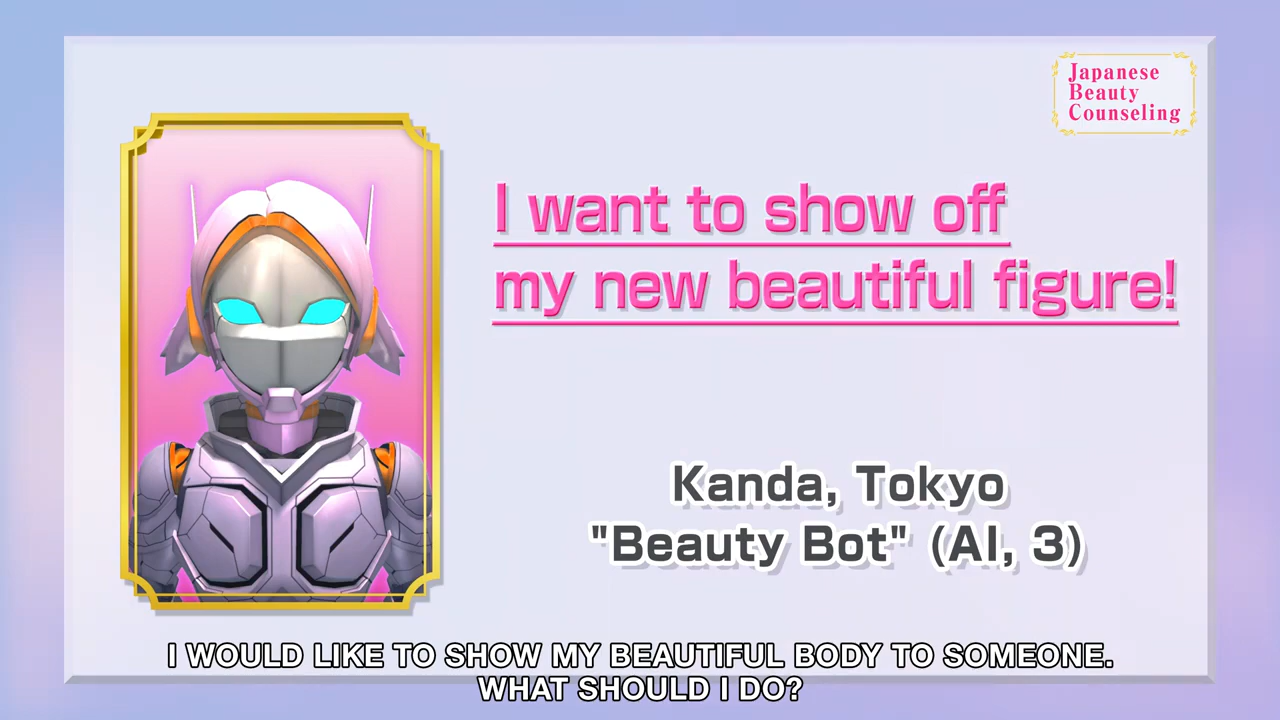 Japanese
Beauty
Counseling
I want to show off
my new beautiful figure!
Kanda, Tokyo
"Beauty Bot" (AI, 3)
I WOULD LIKE TO SHOW MY BEAUTIFUL BODY TO SOMEONE.
WHAT SHOULD I DO?